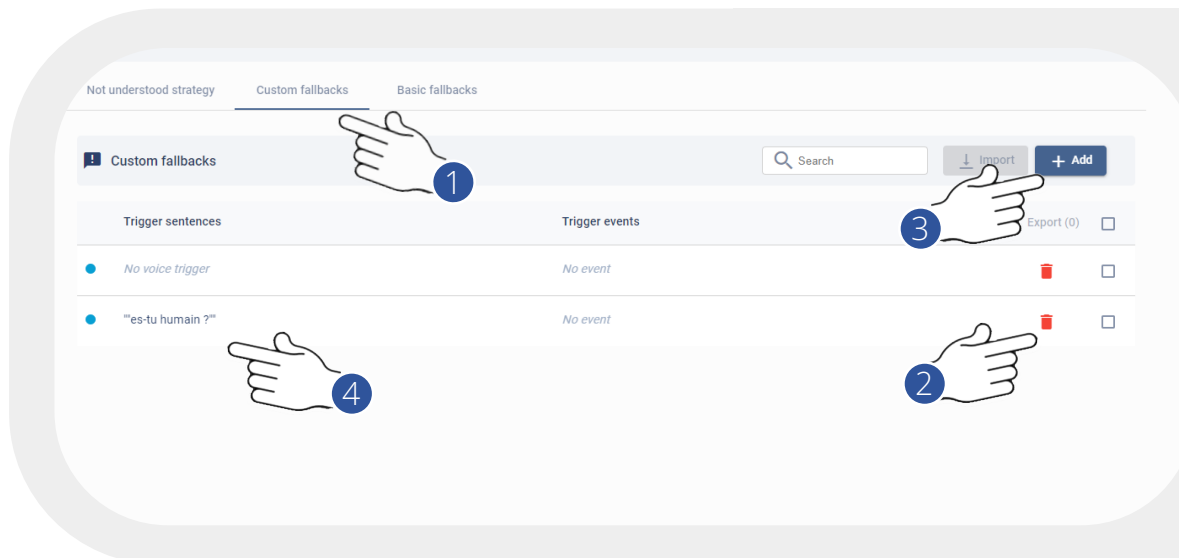 Not understood strategy Custom fallbacks Basic fallbacks
Custom fallbacks Search Import + Add
1
Trigger sentences Trigger events Export (0)
3
No voice trigger No event
""es-tu humain ?"" No event
2
4